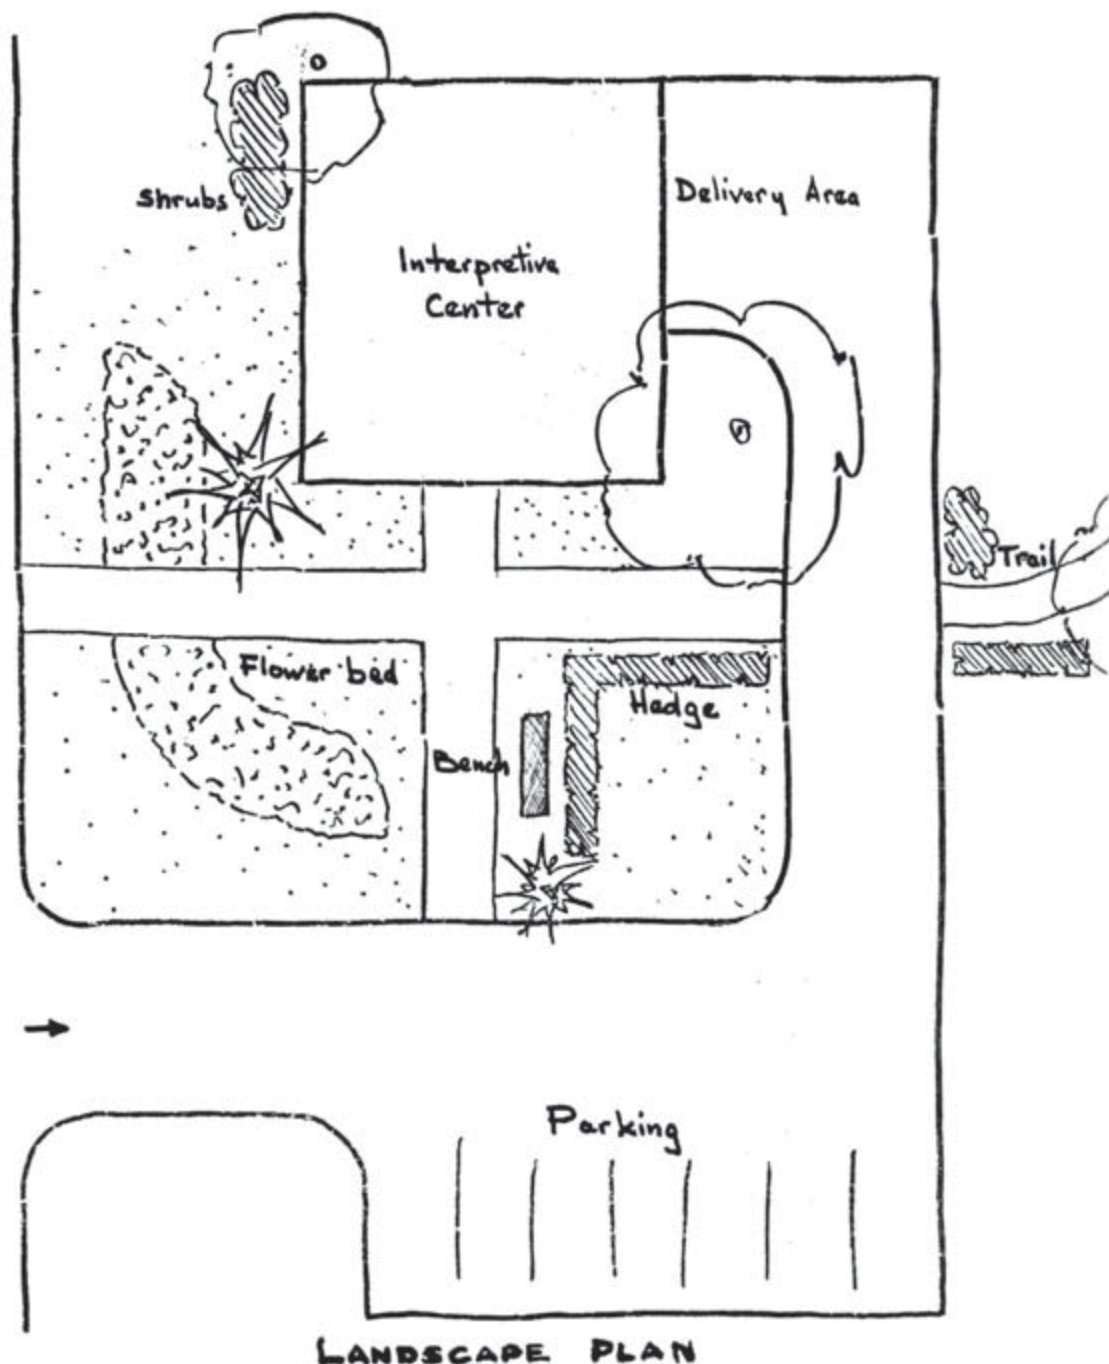 Shrubs
Delivery Area
Interpretive
Center
Trail
Flower bed
Hedge
Bench
Parking
LANDSCAPE PLAN